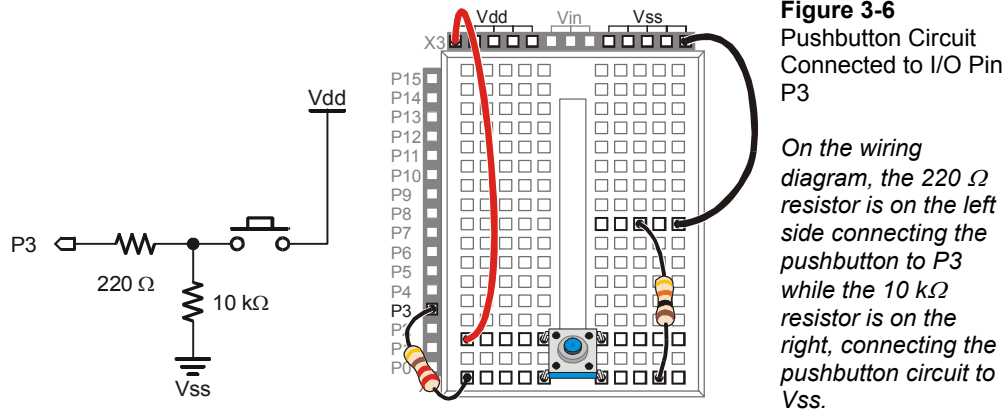 Vdd
P3
220 Ω
10 kΩ
Vss
Vdd Vin Vss
X3
P15
P14
P13
P12
P11
P10
P9
P8
P7
P6
P5
P4
P3
P0
Figure 3-6
Pushbutton Circuit
Connected to I/O Pin
P3
On the wiring
diagram, the 220 Ω
resistor is on the left
side connecting the
pushbutton to P3
while the 10 kΩ
resistor is on the
right, connecting the
pushbutton circuit to
Vss.